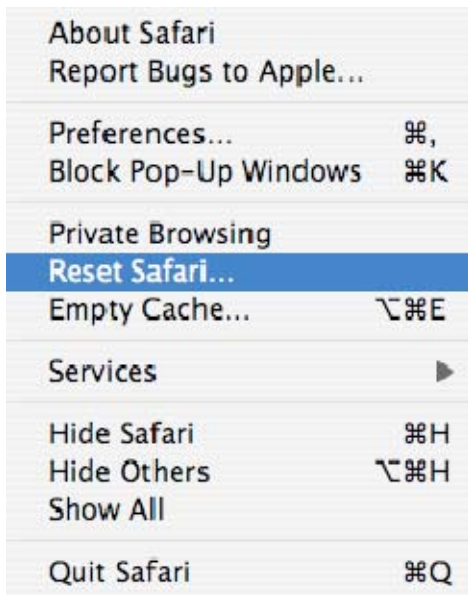 About Safari
Report Bugs to Apple...
Preferences... ⌘,
Block Pop-Up Windows ⌘K
Private Browsing
Reset Safari...
Empty Cache... ⌥⌘E
Services ▶
Hide Safari ⌘H
Hide Others ⌥⌘H
Show All
Quit Safari ⌘Q